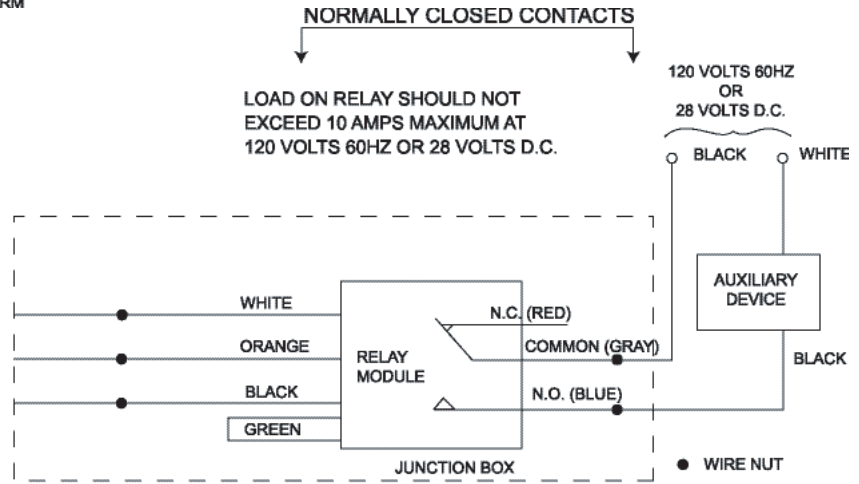 RM
NORMALLY CLOSED CONTACTS
LOAD ON RELAY SHOULD NOT
EXCEED 10 AMPS MAXIMUM AT
120 VOLTS 60HZ OR 28 VOLTS D.C.
120 VOLTS 60HZ
OR
28 VOLTS D.C.
BLACK
WHITE
AUXILIARY
DEVICE
BLACK
WHITE
ORANGE
BLACK
GREEN
RELAY
MODULE
N.C. (RED)
COMMON (GRAY)
N.O. (BLUE)
JUNCTION BOX
WIRE NUT